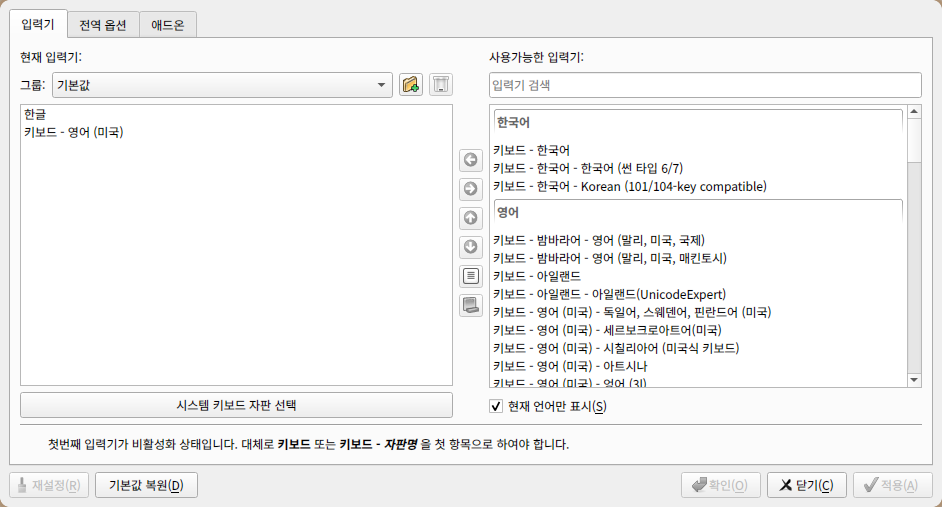 입력기
전역 옵션
애드온
현재 입력기:
그룹:
기본값
한글
키보드 - 영어 (미국)
시스템 키보드 자판 선택
사용가능한 입력기:
입력기 검색
한국어
키보드 - 한국어
키보드 - 한국어 - 한국어 (썬 타입 6/7)
키보드 - 한국어 - Korean (101/104-key compatible)
영어
키보드 - 밤바라어 - 영어 (말리, 미국, 국제)
키보드 - 밤바라어 - 영어 (말리, 미국, 매킨토시)
키보드 - 아일랜드
키보드 - 아일랜드 - 아일랜드(UnicodeExpert)
키보드 - 영어 (미국) - 독일어, 스웨덴어, 핀란드어 (미국)
키보드 - 영어 (미국) - 세르보크로아트어(미국)
키보드 - 영어 (미국) - 시칠리아어 (미국식 키보드)
키보드 - 영어 (미국) - 아트시나
키보드 - 영어 (미국) - 영어 (3l)
현재 언어만 표시(S)
첫번째 입력기가 비활성화 상태입니다. 대체로 키보드 또는 키보드 - 자판명 을 첫 항목으로 하여야 합니다.
재설정(R)
기본값 복원(D)
확인(O)
닫기(C)
적용(A)